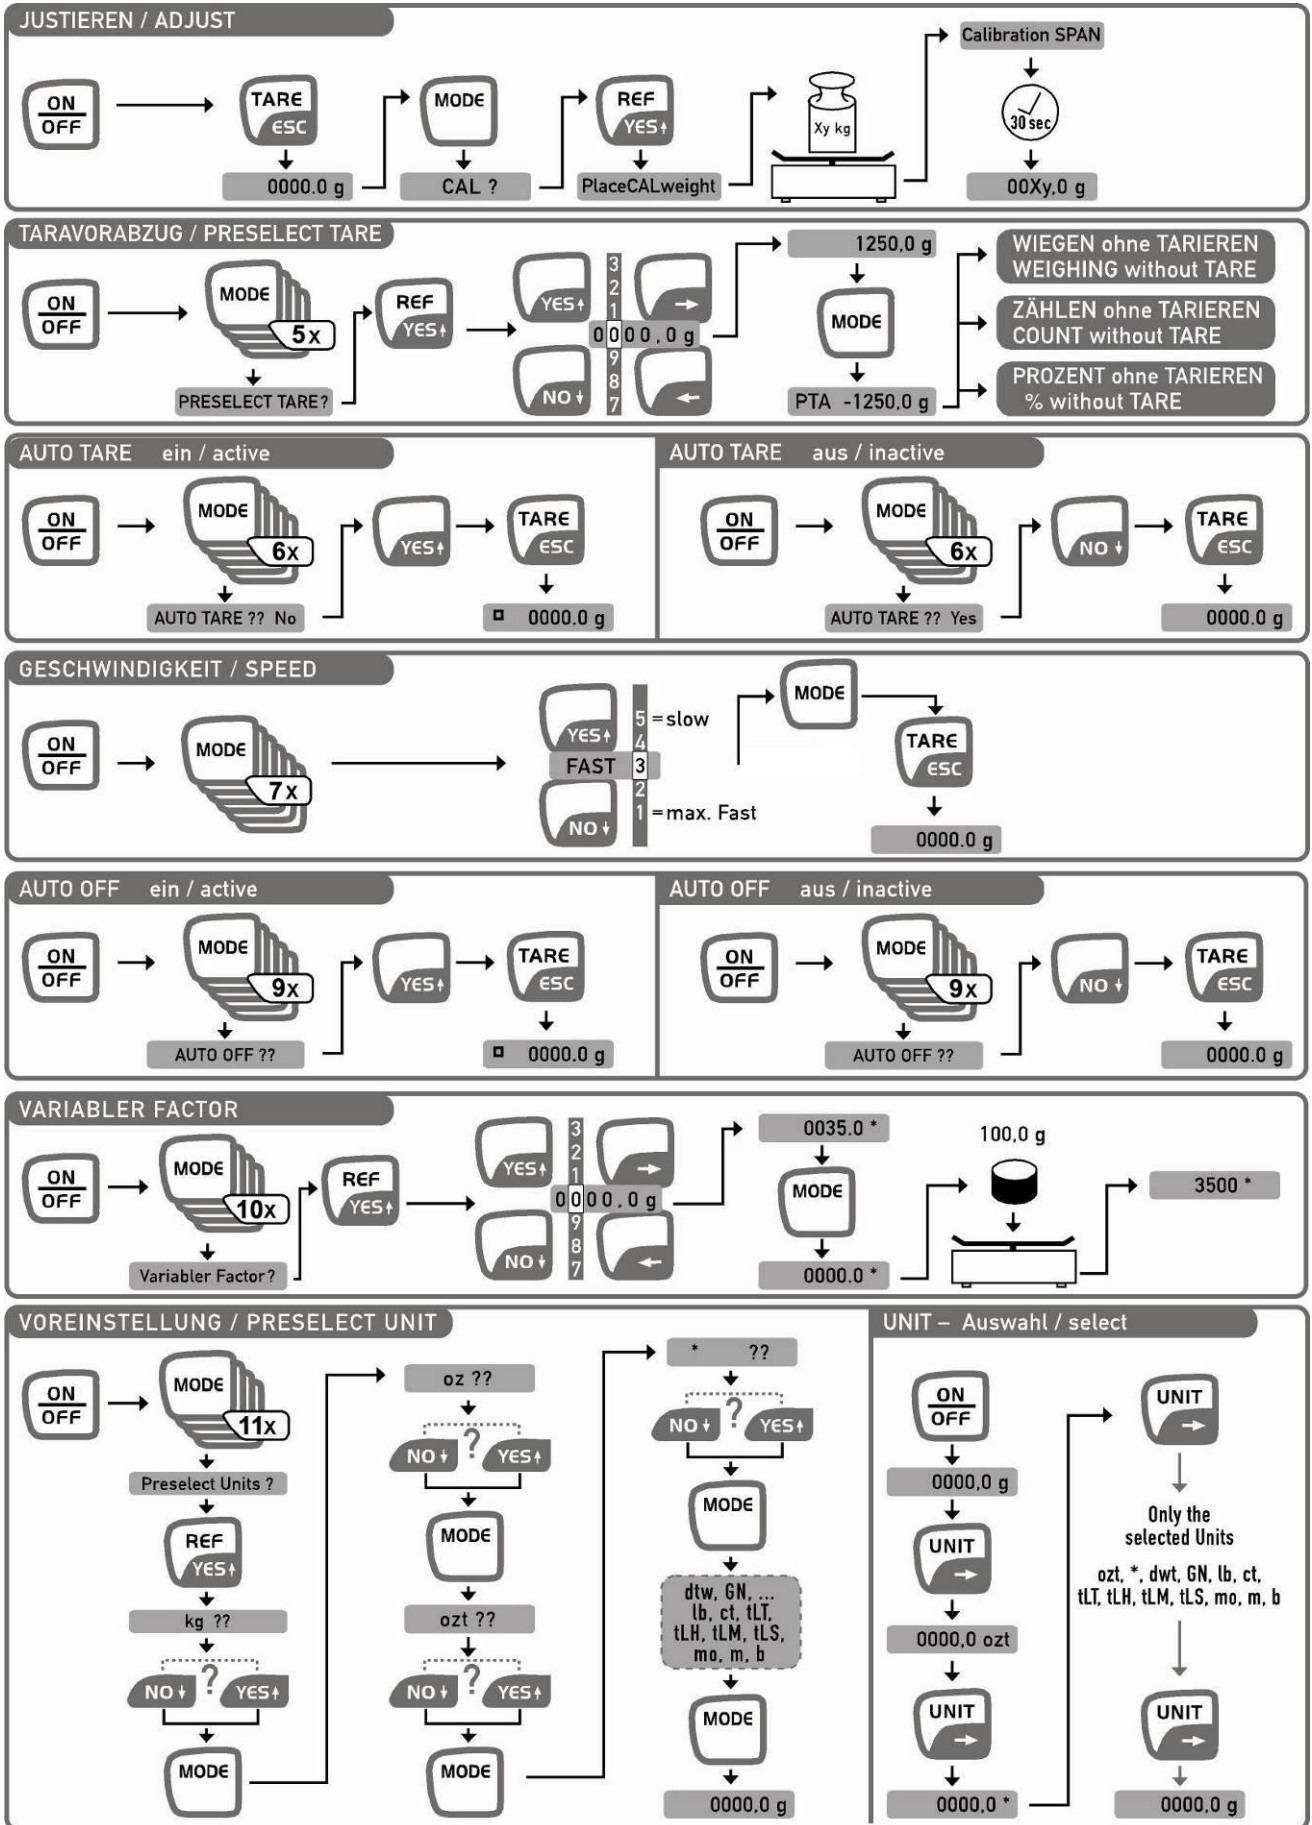 JUSTIEREN / ADJUST
ON
OFF
TARE
ESC
0000.0 g
MODE
CAL ?
REF
YES↑
PlaceCALweight
Xy kg
Calibration SPAN
30 sec
00Xy,0 g
TARAVORABZUG / PRESELECT TARE
ON
OFF
MODE
5x
PRESELECT TARE?
REF
YES↑
YES↑
NO↓
3
2
1
0000,0 g
9
8
7
→
←
1250,0 g
MODE
PTA -1250,0 g
WIEGEN ohne TARIEREN
WEIGHING without TARE
ZÄHLEN ohne TARIEREN
COUNT without TARE
PROZENT ohne TARIEREN
% without TARE
AUTO TARE ein / active
ON
OFF
MODE
6x
AUTO TARE ?? No
YES↑
TARE
ESC
0000.0 g
AUTO TARE aus / inactive
ON
OFF
MODE
6x
AUTO TARE ?? Yes
NO↓
TARE
ESC
0000.0 g
GESCHWINDIGKEIT / SPEED
ON
OFF
MODE
7x
YES↑
5 = slow
4
FAST 3
2
1 = max. Fast
NO↓
MODE
TARE
ESC
0000.0 g
AUTO OFF ein / active
ON
OFF
MODE
9x
AUTO OFF ??
YES↑
TARE
ESC
0000.0 g
AUTO OFF aus / inactive
ON
OFF
MODE
9x
AUTO OFF ??
NO↓
TARE
ESC
0000.0 g
VARIABLER FACTOR
ON
OFF
MODE
10x
Variabler Factor?
REF
YES↑
YES↑
NO↓
3
2
1
0000,0 g
9
8
7
→
←
0035.0 *
MODE
0000.0 *
100,0 g
3500 *
VOREINSTELLUNG / PRESELECT UNIT
ON
OFF
MODE
11x
Preselect Units ?
REF
YES↑
kg ??
NO↓ ? YES↑
MODE
oz ??
NO↓ ? YES↑
MODE
ozt ??
NO↓ ? YES↑
MODE
* ??
NO↓ ? YES↑
MODE
dtw, GN, ...
lb, ct, tLT,
tLH, tLM, tLS,
mo, m, b
MODE
0000,0 g
UNIT – Auswahl / select
ON
OFF
0000,0 g
UNIT
→
0000,0 ozt
UNIT
→
0000,0 *
UNIT
→
Only the
selected Units
ozt, *, dwt, GN, lb, ct,
tLT, tLH, tLM, tLS, mo, m, b
UNIT
→
0000,0 g